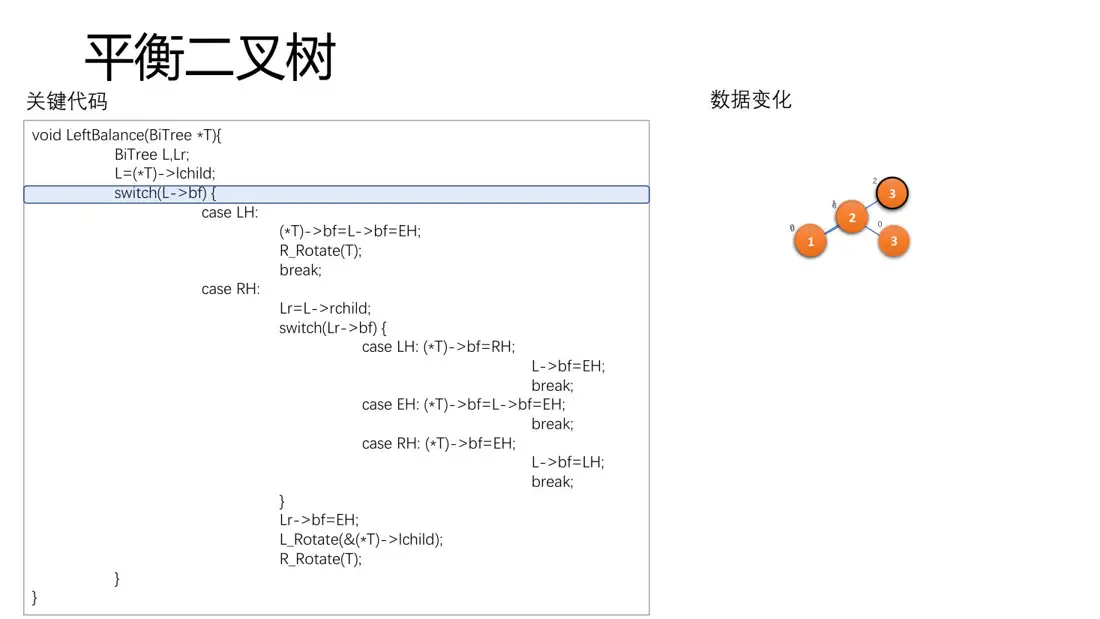 平衡二叉树
关键代码
数据变化
void LeftBalance(BiTree *T){
BiTree L,Lr;
L=(*T)->lchild;
switch(L->bf) {
case LH:
(*T)->bf=L->bf=EH;
R_Rotate(T);
break;
case RH:
Lr=L->rchild;
switch(Lr->bf) {
case LH: (*T)->bf=RH;
L->bf=EH;
break;
case EH: (*T)->bf=L->bf=EH;
break;
case RH: (*T)->bf=EH;
L->bf=LH;
break;
}
Lr->bf=EH;
L_Rotate(&(*T)->lchild);
R_Rotate(T);
}
}
2
3
2
0
1
3